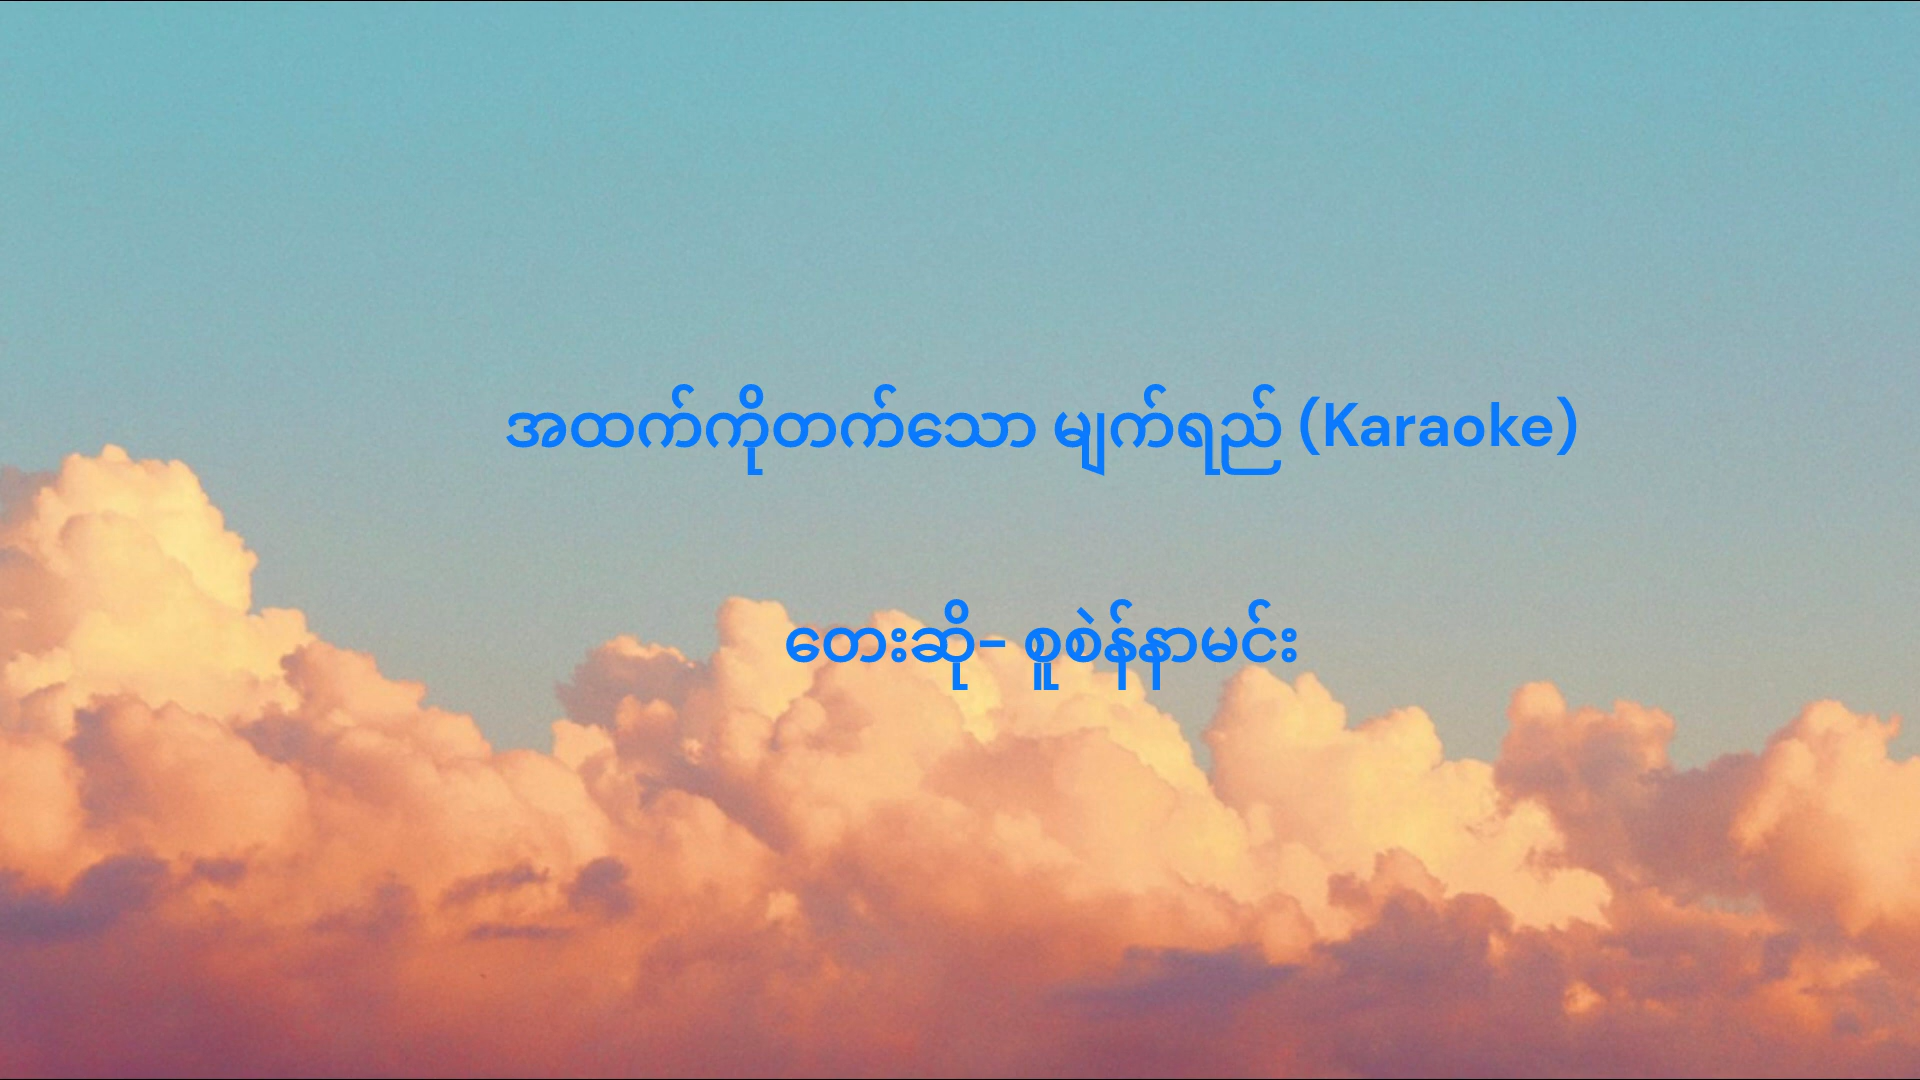 အထက်ကိုတက်သော မျက်ရည် (Karaoke)
တေးဆို- စူစဲန်နာမင်း